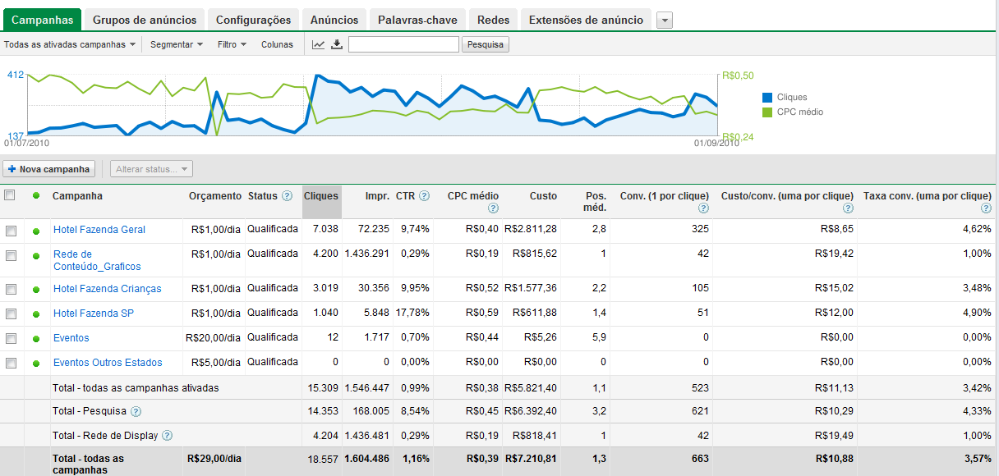 Campanhas Grupos de anúncios Configurações Anúncios Palavras-chave Redes Extensões de anúncio
Todas as ativadas campanhas Segmentar Filtro Colunas Pesquisa
412 R$0,50
Cliques
CPC médio
137 R$0,24
01/07/2010 01/09/2010
Nova campanha Alterar status...
Campanha Orçamento Status ? Cliques Impr. CTR ? CPC médio ? Custo Pos. méd. Conv. (1 por clique) ? Custo/conv. (uma por clique) ? Taxa conv. (uma por clique) ?
Hotel Fazenda Geral R$1,00/dia Qualificada 7.038 72.235 9,74% R$0,40 R$2.811,28 2,8 325 R$8,65 4,62%
Rede de R$1,00/dia Qualificada 4.200 1.436.291 0,29% R$0,19 R$815,62 1 42 R$19,42 1,00%
Conteúdo_Graficos
Hotel Fazenda Crianças R$1,00/dia Qualificada 3.019 30.356 9,95% R$0,52 R$1.577,36 2,2 105 R$15,02 3,48%
Hotel Fazenda SP R$1,00/dia Qualificada 1.040 5.848 17,78% R$0,59 R$611,88 1,4 51 R$12,00 4,90%
Eventos R$20,00/dia Qualificada 12 1.717 0,70% R$0,44 R$5,26 5,9 0 R$0,00 0,00%
Eventos Outros Estados R$5,00/dia Qualificada 0 0 0,00% R$0,00 R$0,00 0 0 R$0,00 0,00%
Total - todas as campanhas ativadas 15.309 1.546.447 0,99% R$0,38 R$5.821,40 1,1 523 R$11,13 3,42%
Total - Pesquisa ? 14.353 168.005 8,54% R$0,45 R$6.392,40 3,2 621 R$10,29 4,33%
Total - Rede de Display ? 4.204 1.436.481 0,29% R$0,19 R$818,41 1 42 R$19,49 1,00%
Total - todas as R$29,00/dia 18.557 1.604.486 1,16% R$0,39 R$7.210,81 1,3 663 R$10,88 3,57%
campanhas